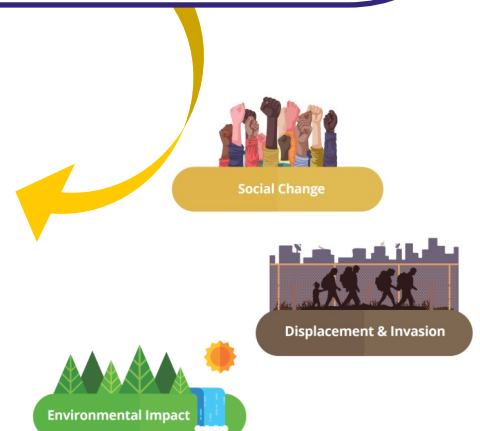 Social Change
Displacement & Invasion
Environmental Impact